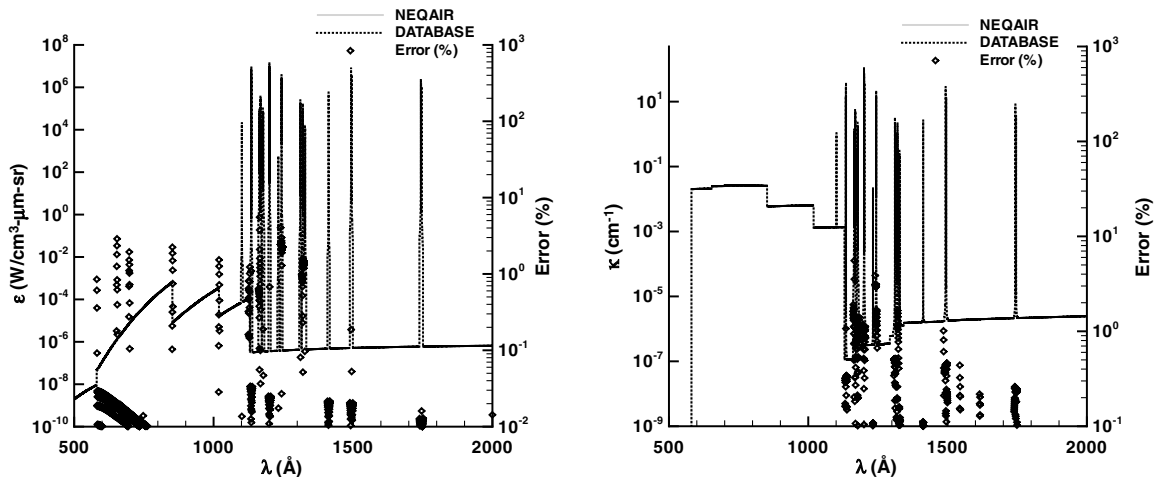 NEQAIR
DATABASE
Error (%)
10^8
10^6
10^4
10^2
10^0
10^-2
10^-4
10^-6
10^-8
10^-10
ε (W/cm^3-μm-sr)
10^3
10^2
10^1
10^0
10^-1
10^-2
Error (%)
500
1000
1500
2000
λ (Å)
NEQAIR
DATABASE
Error (%)
10^1
10^-1
10^-3
10^-5
10^-7
10^-9
κ (cm^-1)
10^3
10^2
10^1
10^0
10^-1
Error (%)
500
1000
1500
2000
λ (Å)